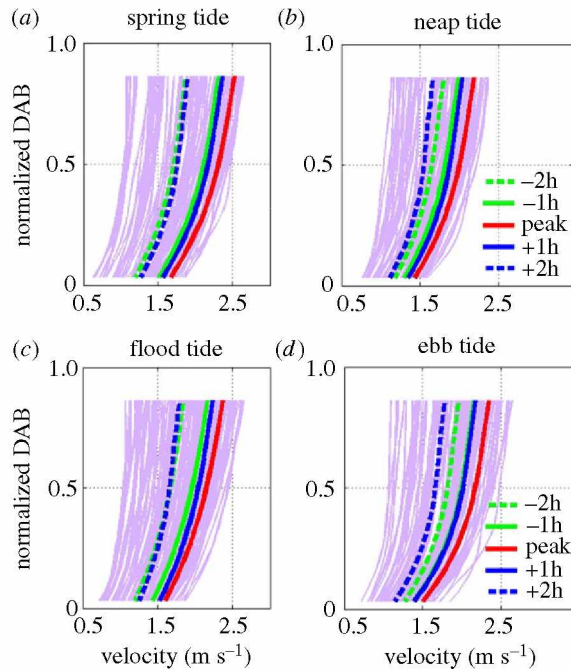 (a) spring tide
(b) neap tide
normalized DAB
1.0
0.5
0
0.5 1.5 2.5
1.0
0.5
0
0.5 1.5 2.5
-2h
-1h
peak
+1h
+2h
(c) flood tide
(d) ebb tide
normalized DAB
1.0
0.5
0
0.5 1.5 2.5
velocity (m s⁻¹)
1.0
0.5
0
0.5 1.5 2.5
velocity (m s⁻¹)
-2h
-1h
peak
+1h
+2h